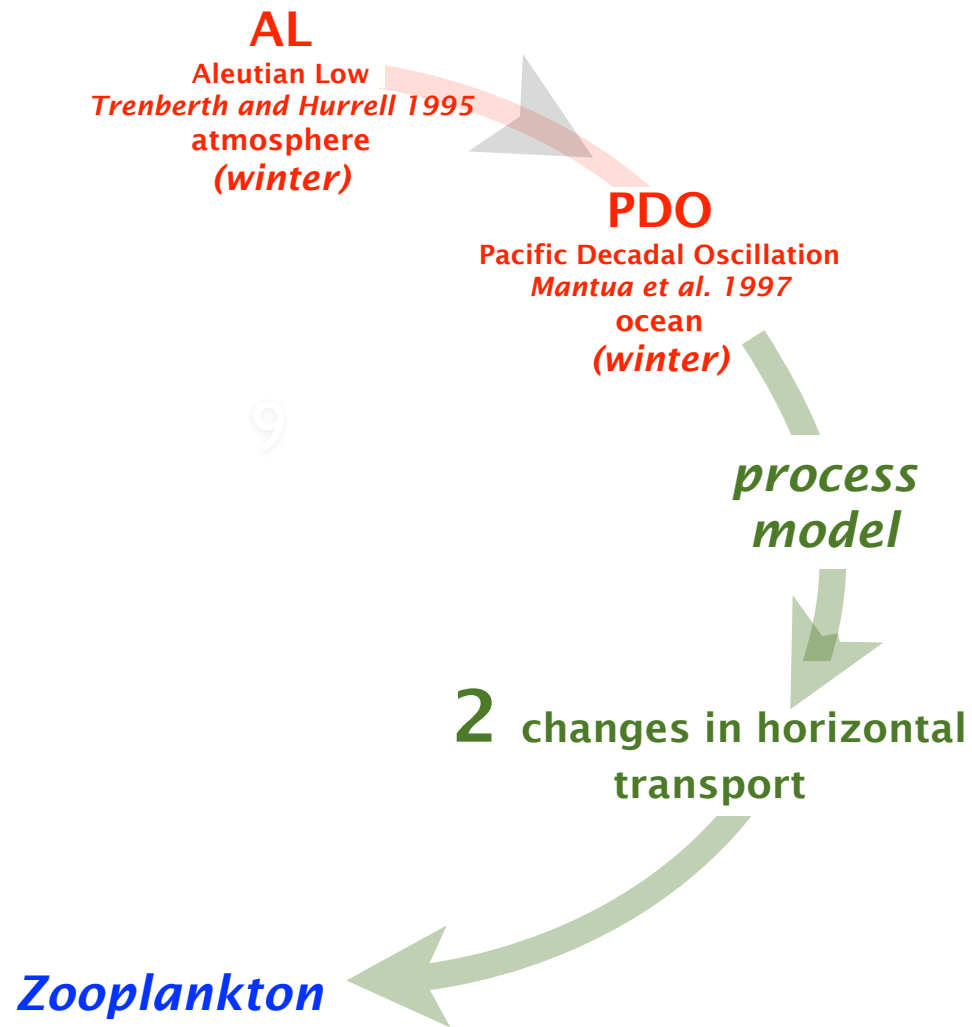 AL
Aleutian Low
Trenberth and Hurrell 1995
atmosphere
(winter)
PDO
Pacific Decadal Oscillation
Mantua et al. 1997
ocean
(winter)
9
process
model
2 changes in horizontal
transport
Zooplankton